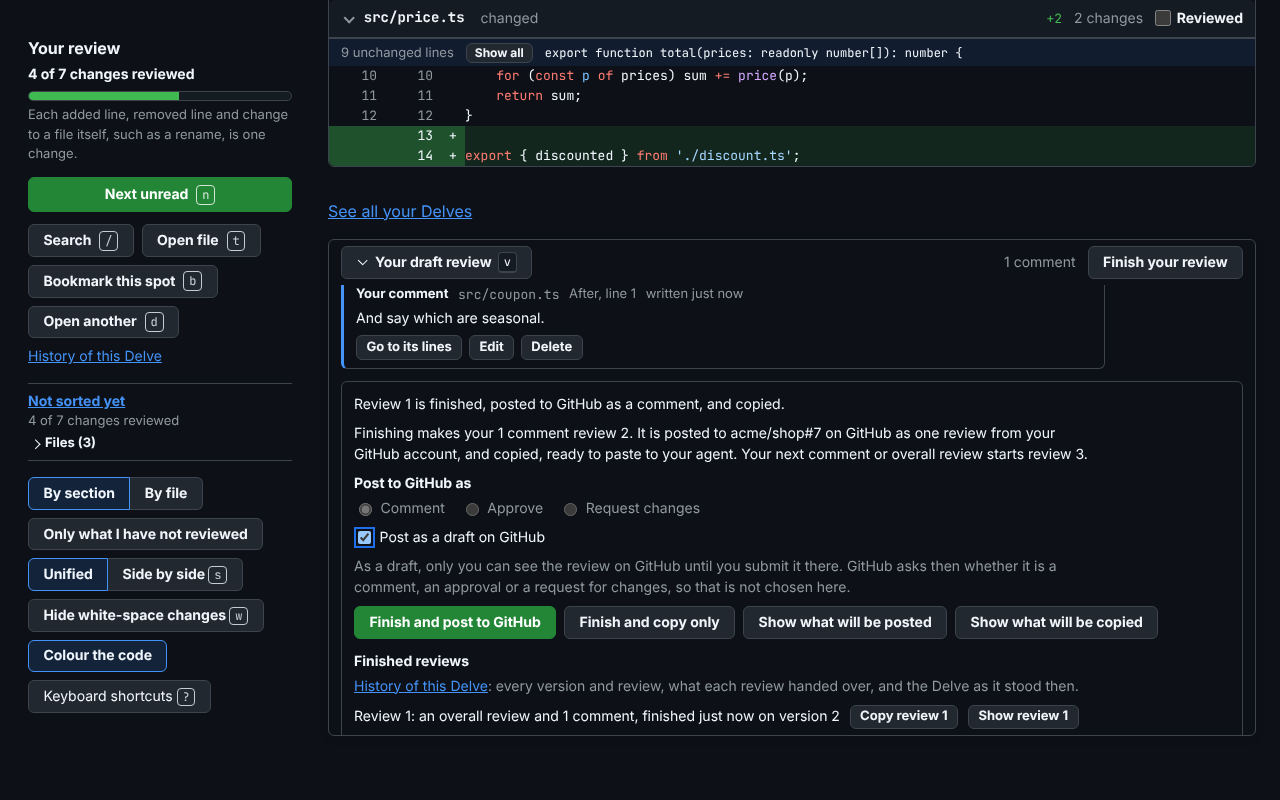 Your review
4 of 7 changes reviewed
Each added line, removed line and change
to a file itself, such as a rename, is one
change.
Next unread n
Search /
Open file t
Bookmark this spot b
Open another d
History of this Delve
Not sorted yet
4 of 7 changes reviewed
Files (3)
By section
By file
Only what I have not reviewed
Unified
Side by side s
Hide white-space changes w
Colour the code
Keyboard shortcuts ?
src/price.ts changed +2 2 changes Reviewed
9 unchanged lines Show all export function total(prices: readonly number[]): number {
10 10 for (const p of prices) sum += price(p);
11 11 return sum;
12 12 }
13 +
14 + export { discounted } from './discount.ts';
See all your Delves
Your draft review v 1 comment Finish your review
Your comment src/coupon.ts After, line 1 written just now
And say which are seasonal.
Go to its lines Edit Delete
Review 1 is finished, posted to GitHub as a comment, and copied.
Finishing makes your 1 comment review 2. It is posted to acme/shop#7 on GitHub as one review from your
GitHub account, and copied, ready to paste to your agent. Your next comment or overall review starts review 3.
Post to GitHub as
Comment Approve Request changes
Post as a draft on GitHub
As a draft, only you can see the review on GitHub until you submit it there. GitHub asks then whether it is a
comment, an approval or a request for changes, so that is not chosen here.
Finish and post to GitHub Finish and copy only Show what will be posted Show what will be copied
Finished reviews
History of this Delve: every version and review, what each review handed over, and the Delve as it stood then.
Review 1: an overall review and 1 comment, finished just now on version 2 Copy review 1 Show review 1